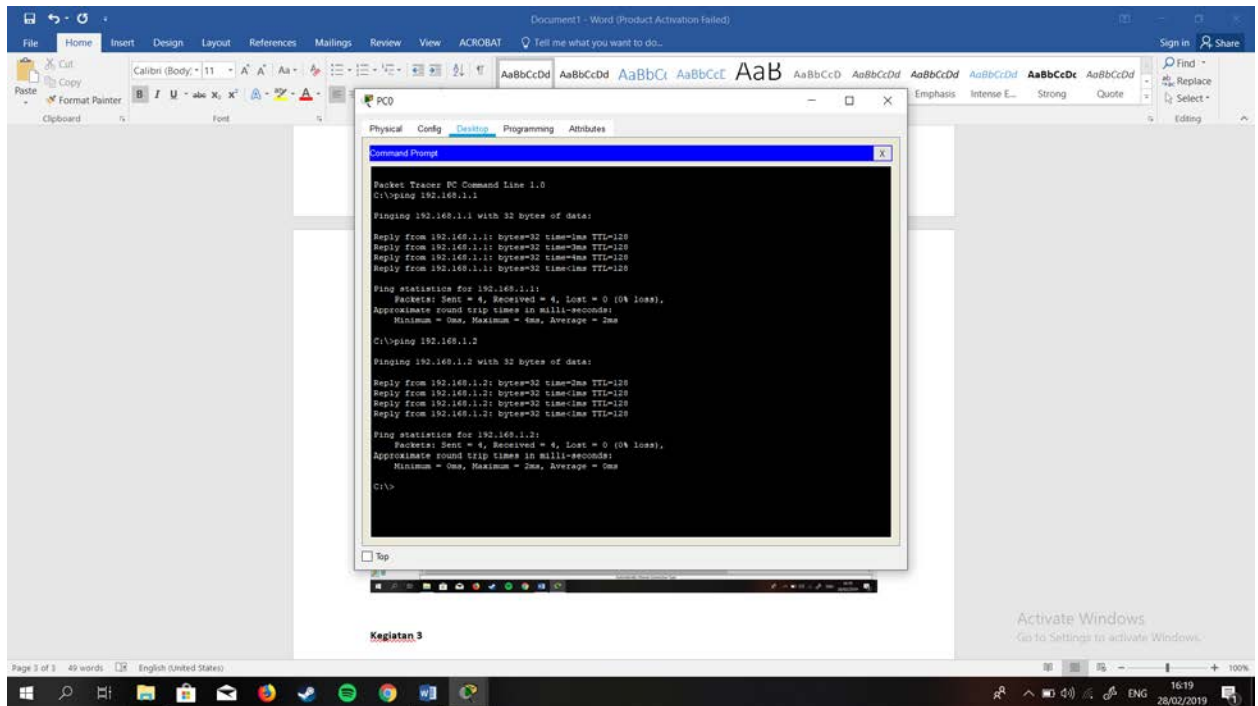 Document1 - Word (Product Activation Failed)
File Home Insert Design Layout References Mailings Review View ACROBAT Tell me what you want to do... Sign in Share
Cut
Copy
Format Painter
Paste
Clipboard
Calibri (Body) 11
Font
AaBbCcDd AaBbCcDd AaBbCc AaBbCcE AaB AaBbCcD AaBbCcDd AaBbCcDd AaBbCcDd AaBbCcDc AaBbCcDd
Emphasis Intense E... Strong Quote
Find
Replace
Select
Editing
PC0
Physical Config Desktop Programming Attributes
Command Prompt X
Packet Tracer PC Command Line 1.0
C:\>ping 192.168.1.1
Pinging 192.168.1.1 with 32 bytes of data:
Reply from 192.168.1.1: bytes=32 time=1ms TTL=128
Reply from 192.168.1.1: bytes=32 time=3ms TTL=128
Reply from 192.168.1.1: bytes=32 time=4ms TTL=128
Reply from 192.168.1.1: bytes=32 time<1ms TTL=128
Ping statistics for 192.168.1.1:
Packets: Sent = 4, Received = 4, Lost = 0 (0% loss),
Approximate round trip times in milli-seconds:
Minimum = 0ms, Maximum = 4ms, Average = 2ms
C:\>ping 192.168.1.2
Pinging 192.168.1.2 with 32 bytes of data:
Reply from 192.168.1.2: bytes=32 time=2ms TTL=128
Reply from 192.168.1.2: bytes=32 time<1ms TTL=128
Reply from 192.168.1.2: bytes=32 time<1ms TTL=128
Reply from 192.168.1.2: bytes=32 time<1ms TTL=128
Ping statistics for 192.168.1.2:
Packets: Sent = 4, Received = 4, Lost = 0 (0% loss),
Approximate round trip times in milli-seconds:
Minimum = 0ms, Maximum = 2ms, Average = 0ms
C:\>
Top
Kegiatan 3
Activate Windows
Go to Settings to activate Windows.
Page 3 of 3 49 words English (United States) 100%
ENG
16:19
28/02/2019